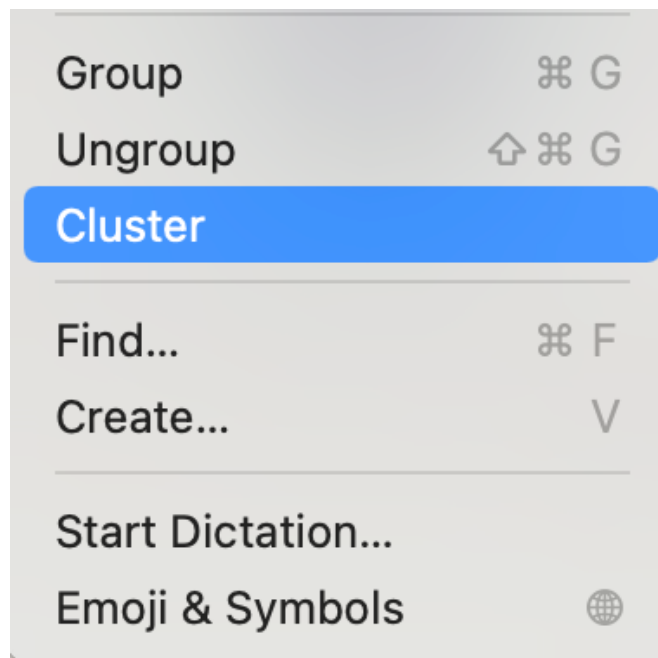 Group ⌘ G
Ungroup ⇧ ⌘ G
Cluster
Find... ⌘ F
Create... V
Start Dictation...
Emoji & Symbols